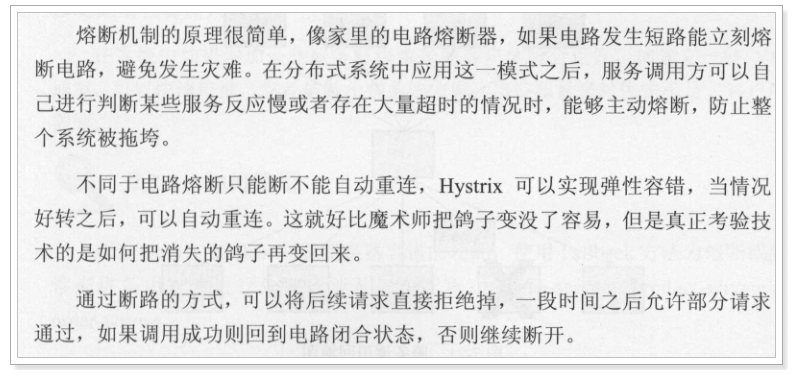 熔断机制的原理很简单，像家里的电路熔断器，如果电路发生短路能立刻熔
断电路，避免发生灾难。在分布式系统中应用这一模式之后，服务调用方可以自
己进行判断某些服务反应慢或者存在大量超时的情况时，能够主动熔断，防止整
个系统被拖垮。
不同于电路熔断只能断不能自动重连，Hystrix 可以实现弹性容错，当情况
好转之后，可以自动重连。这就好比魔术师把鸽子变没了容易，但是真正考验技
术的是如何把消失的鸽子再变回来。
通过断路的方式，可以将后续请求直接拒绝掉，一段时间之后允许部分请求
通过，如果调用成功则回到电路闭合状态，否则继续断开。